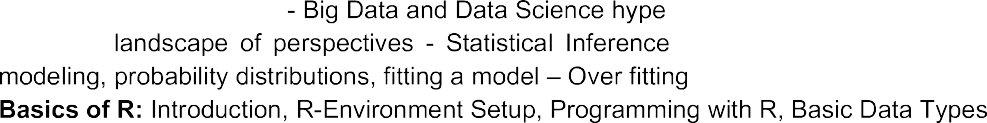 - Big Data and Data Science hype
landscape of perspectives - Statistical Inference
modeling, probability distributions, fitting a model – Over fitting
Basics of R: Introduction, R-Environment Setup, Programming with R, Basic Data Types